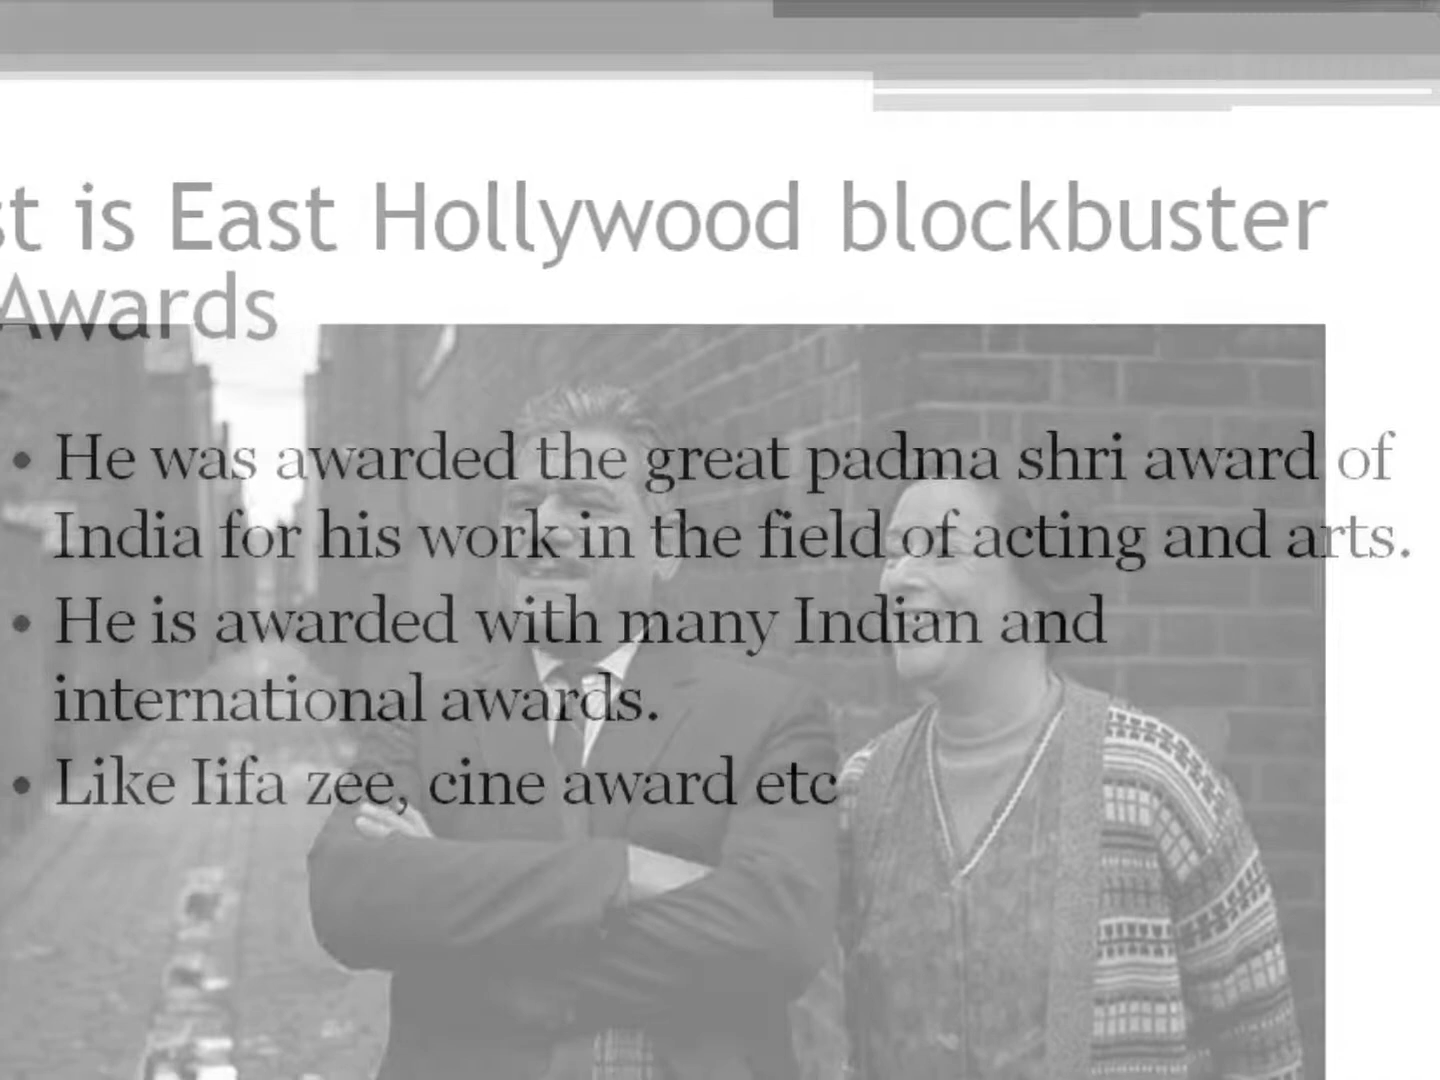 st is East Hollywood blockbuster
Awards
• He was awarded the great padma shri award of
India for his work in the field of acting and arts.
• He is awarded with many Indian and
international awards.
• Like Iifa zee, cine award etc